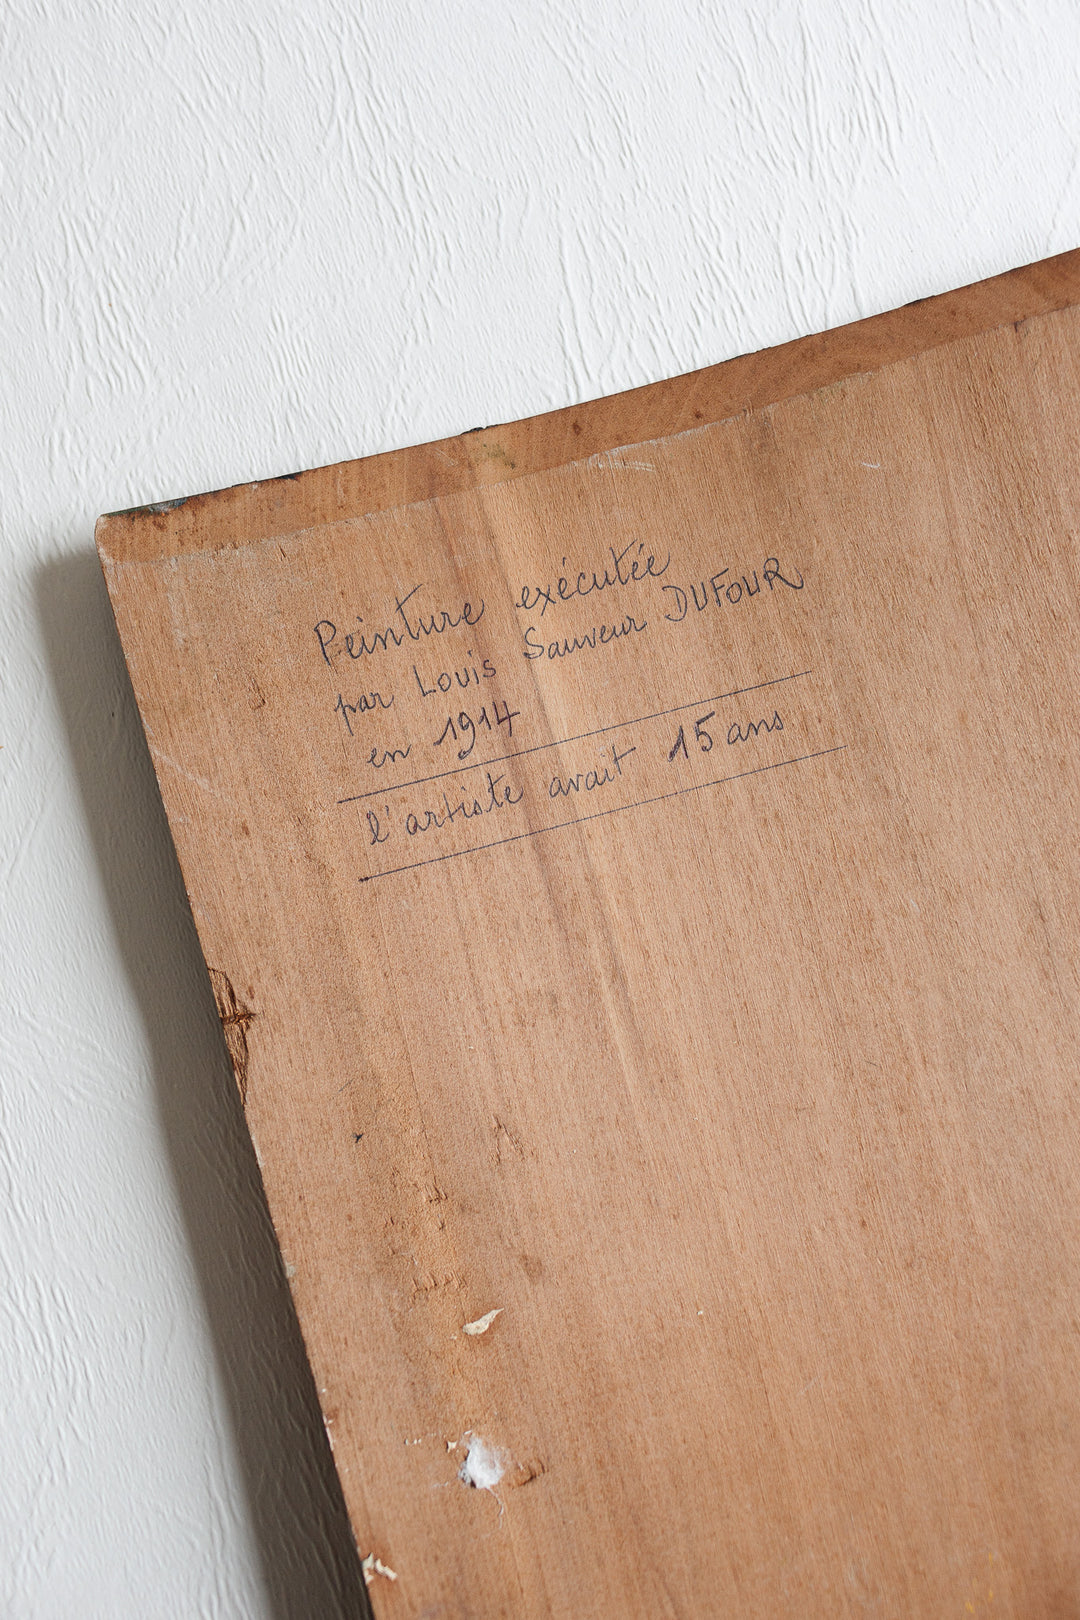 Peinture exécutée
par Louis Sauveur DUFOUR
en 1914
l'artiste avait 15 ans